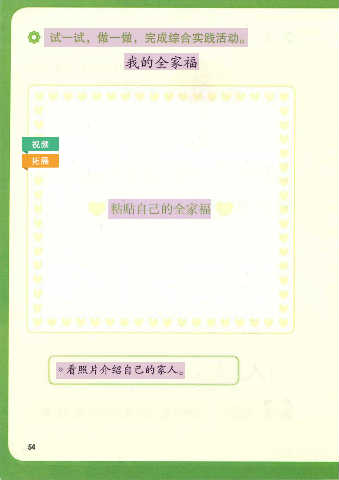 试一试，做一做，完成综合实践活动。
我的全家福
视频
粘贴自己的全家福
»看照片介绍自己的家人。
54